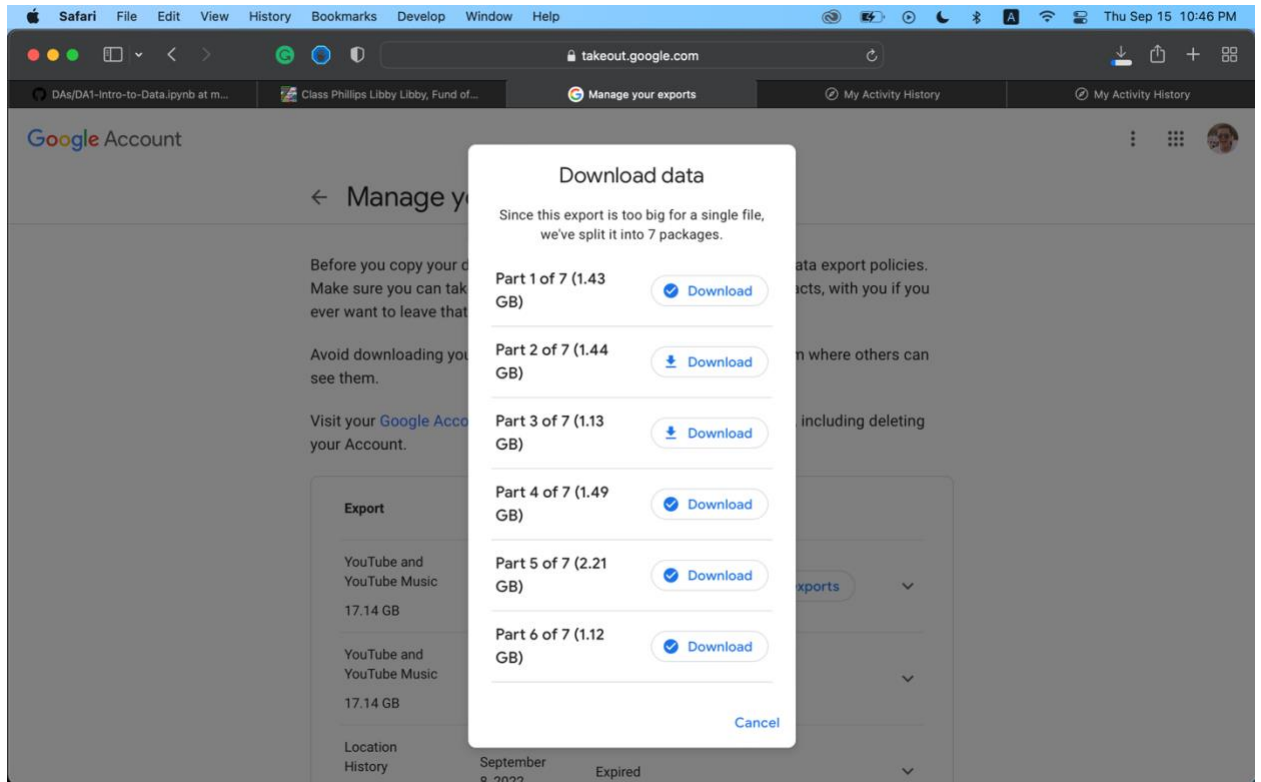 Safari File Edit View History Bookmarks Develop Window Help
A
Thu Sep 15 10:46 PM
takeout.google.com
DAs/DA1-Intro-to-Data.ipynb at m...
Class Phillips Libby Libby, Fund of...
Manage your exports
My Activity History
My Activity History
Google Account
Manage y
Download data
Since this export is too big for a single file,
we've split it into 7 packages.
Before you copy your d
ata export policies.
Make sure you can tak
acts, with you if you
ever want to leave that
Part 1 of 7 (1.43
GB)
Download
Avoid downloading you
m where others can
see them.
Part 2 of 7 (1.44
GB)
Download
Visit your Google Acco
, including deleting
your Account.
Part 3 of 7 (1.13
GB)
Download
Export
Part 4 of 7 (1.49
GB)
Download
YouTube and
YouTube Music
17.14 GB
Part 5 of 7 (2.21
GB)
Download
xports
YouTube and
YouTube Music
17.14 GB
Part 6 of 7 (1.12
GB)
Download
Cancel
Location
History
September
8, 2022
Expired